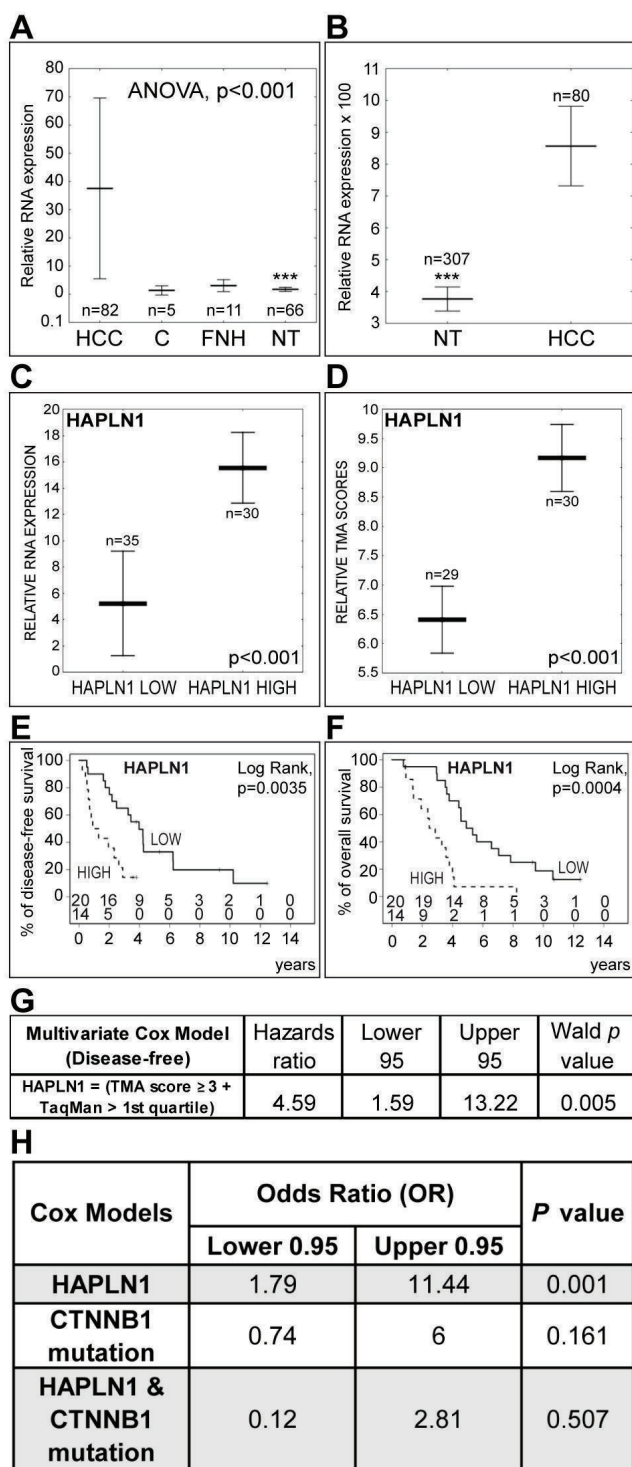 A
Relative RNA expression
80
70
60
50
40
30
20
10
0
0.1
ANOVA, p<0.001
***
n=82 n=5 n=11 n=66
HCC C FNH NT
B
Relative RNA expression x 100
11
10
9
8
7
6
5
4
3
n=80
n=307
***
NT HCC
C
HAPLN1
RELATIVE RNA EXPRESSION
20
18
16
14
12
10
8
6
4
2
0
n=35
n=30
p<0.001
HAPLN1 LOW HAPLN1 HIGH
D
HAPLN1
RELATIVE TMA SCORES
10
9.5
9.0
8.5
8.0
7.5
7.0
6.5
6.0
5.5
n=29
n=30
p<0.001
HAPLN1 LOW HAPLN1 HIGH
E
% of disease-free survival
100
80
60
40
20
0
HAPLN1
Log Rank,
p=0.0035
LOW
HIGH
20 16 9 5 3 2 1 0
14 5 0 0 0 0 0 0
0 2 4 6 8 10 12 14
years
F
% of overall survival
100
80
60
40
20
0
HAPLN1
Log Rank,
p=0.0004
LOW
HIGH
20 19 14 8 5 3 1 0
14 9 2 1 1 0 0 0
0 2 4 6 8 10 12 14
years
G
Multivariate Cox Model
(Disease-free)
Hazards
ratio
Lower
95
Upper
95
Wald p
value
HAPLN1 = (TMA score ≥ 3 +
TaqMan > 1st quartile)
4.59 1.59 13.22 0.005
H
Cox Models
Odds Ratio (OR)
P value
Lower 0.95 Upper 0.95
HAPLN1 1.79 11.44 0.001
CTNNB1
mutation
0.74 6 0.161
HAPLN1 &
CTNNB1
mutation
0.12 2.81 0.507